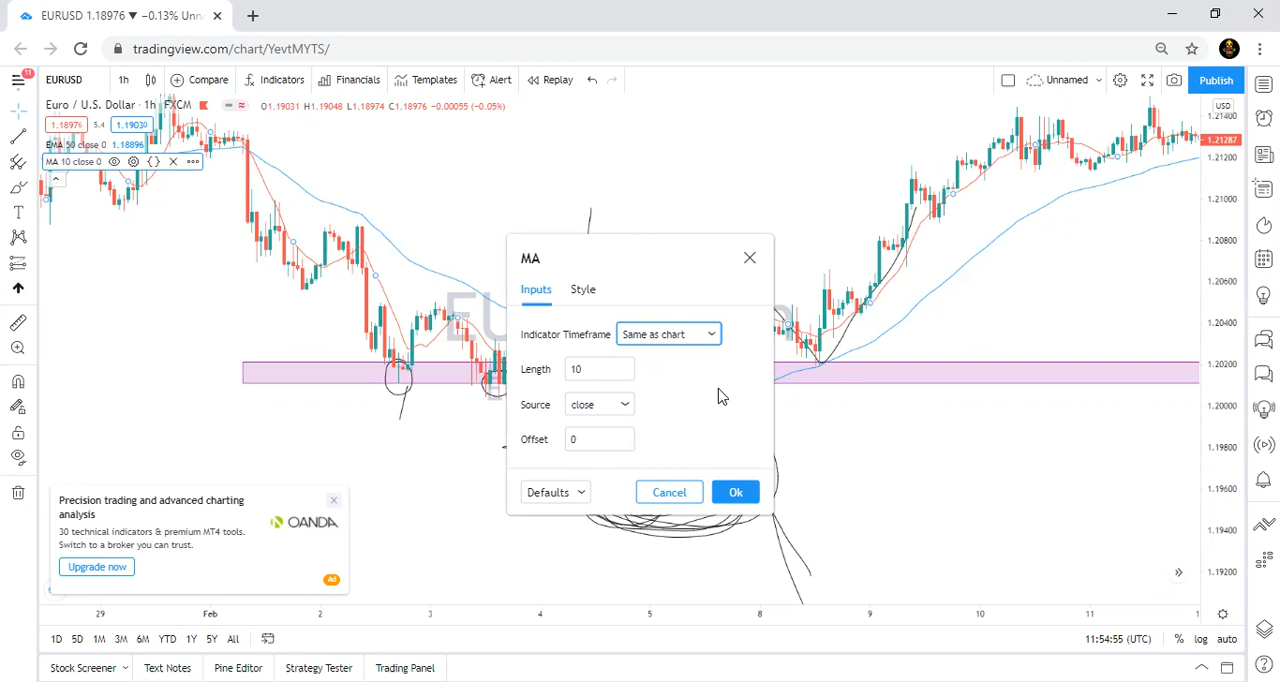 EURUSD 1.18976 ▼ −0.13% Unn
tradingview.com/chart/YevtMYTS/
11
EURUSD 1h Compare Indicators Financials Templates Alert Replay Unnamed Publish
Euro / U.S. Dollar · 1h FXCM O1.19031 H1.19048 L1.18974 C1.18976 −0.00055 (−0.05%)
USD
1.18976 5.4 1.19030
EMA 50 close 0 1.18896
MA 10 close 0
1.21400
1.21287
1.21200
1.21000
1.20800
1.20600
1.20400
1.20200
1.20000
1.19800
1.19600
1.19400
1.19200
MA
Inputs Style
Indicator Timeframe Same as chart
Length 10
Source close
Offset 0
Defaults Cancel Ok
Precision trading and advanced charting
analysis
OANDA
30 technical indicators & premium MT4 tools.
Switch to a broker you can trust.
Upgrade now
Ad
29 Feb 2 3 4 5 8 9 10 11 1
1D 5D 1M 3M 6M YTD 1Y 5Y All 11:54:55 (UTC) % log auto
Stock Screener Text Notes Pine Editor Strategy Tester Trading Panel